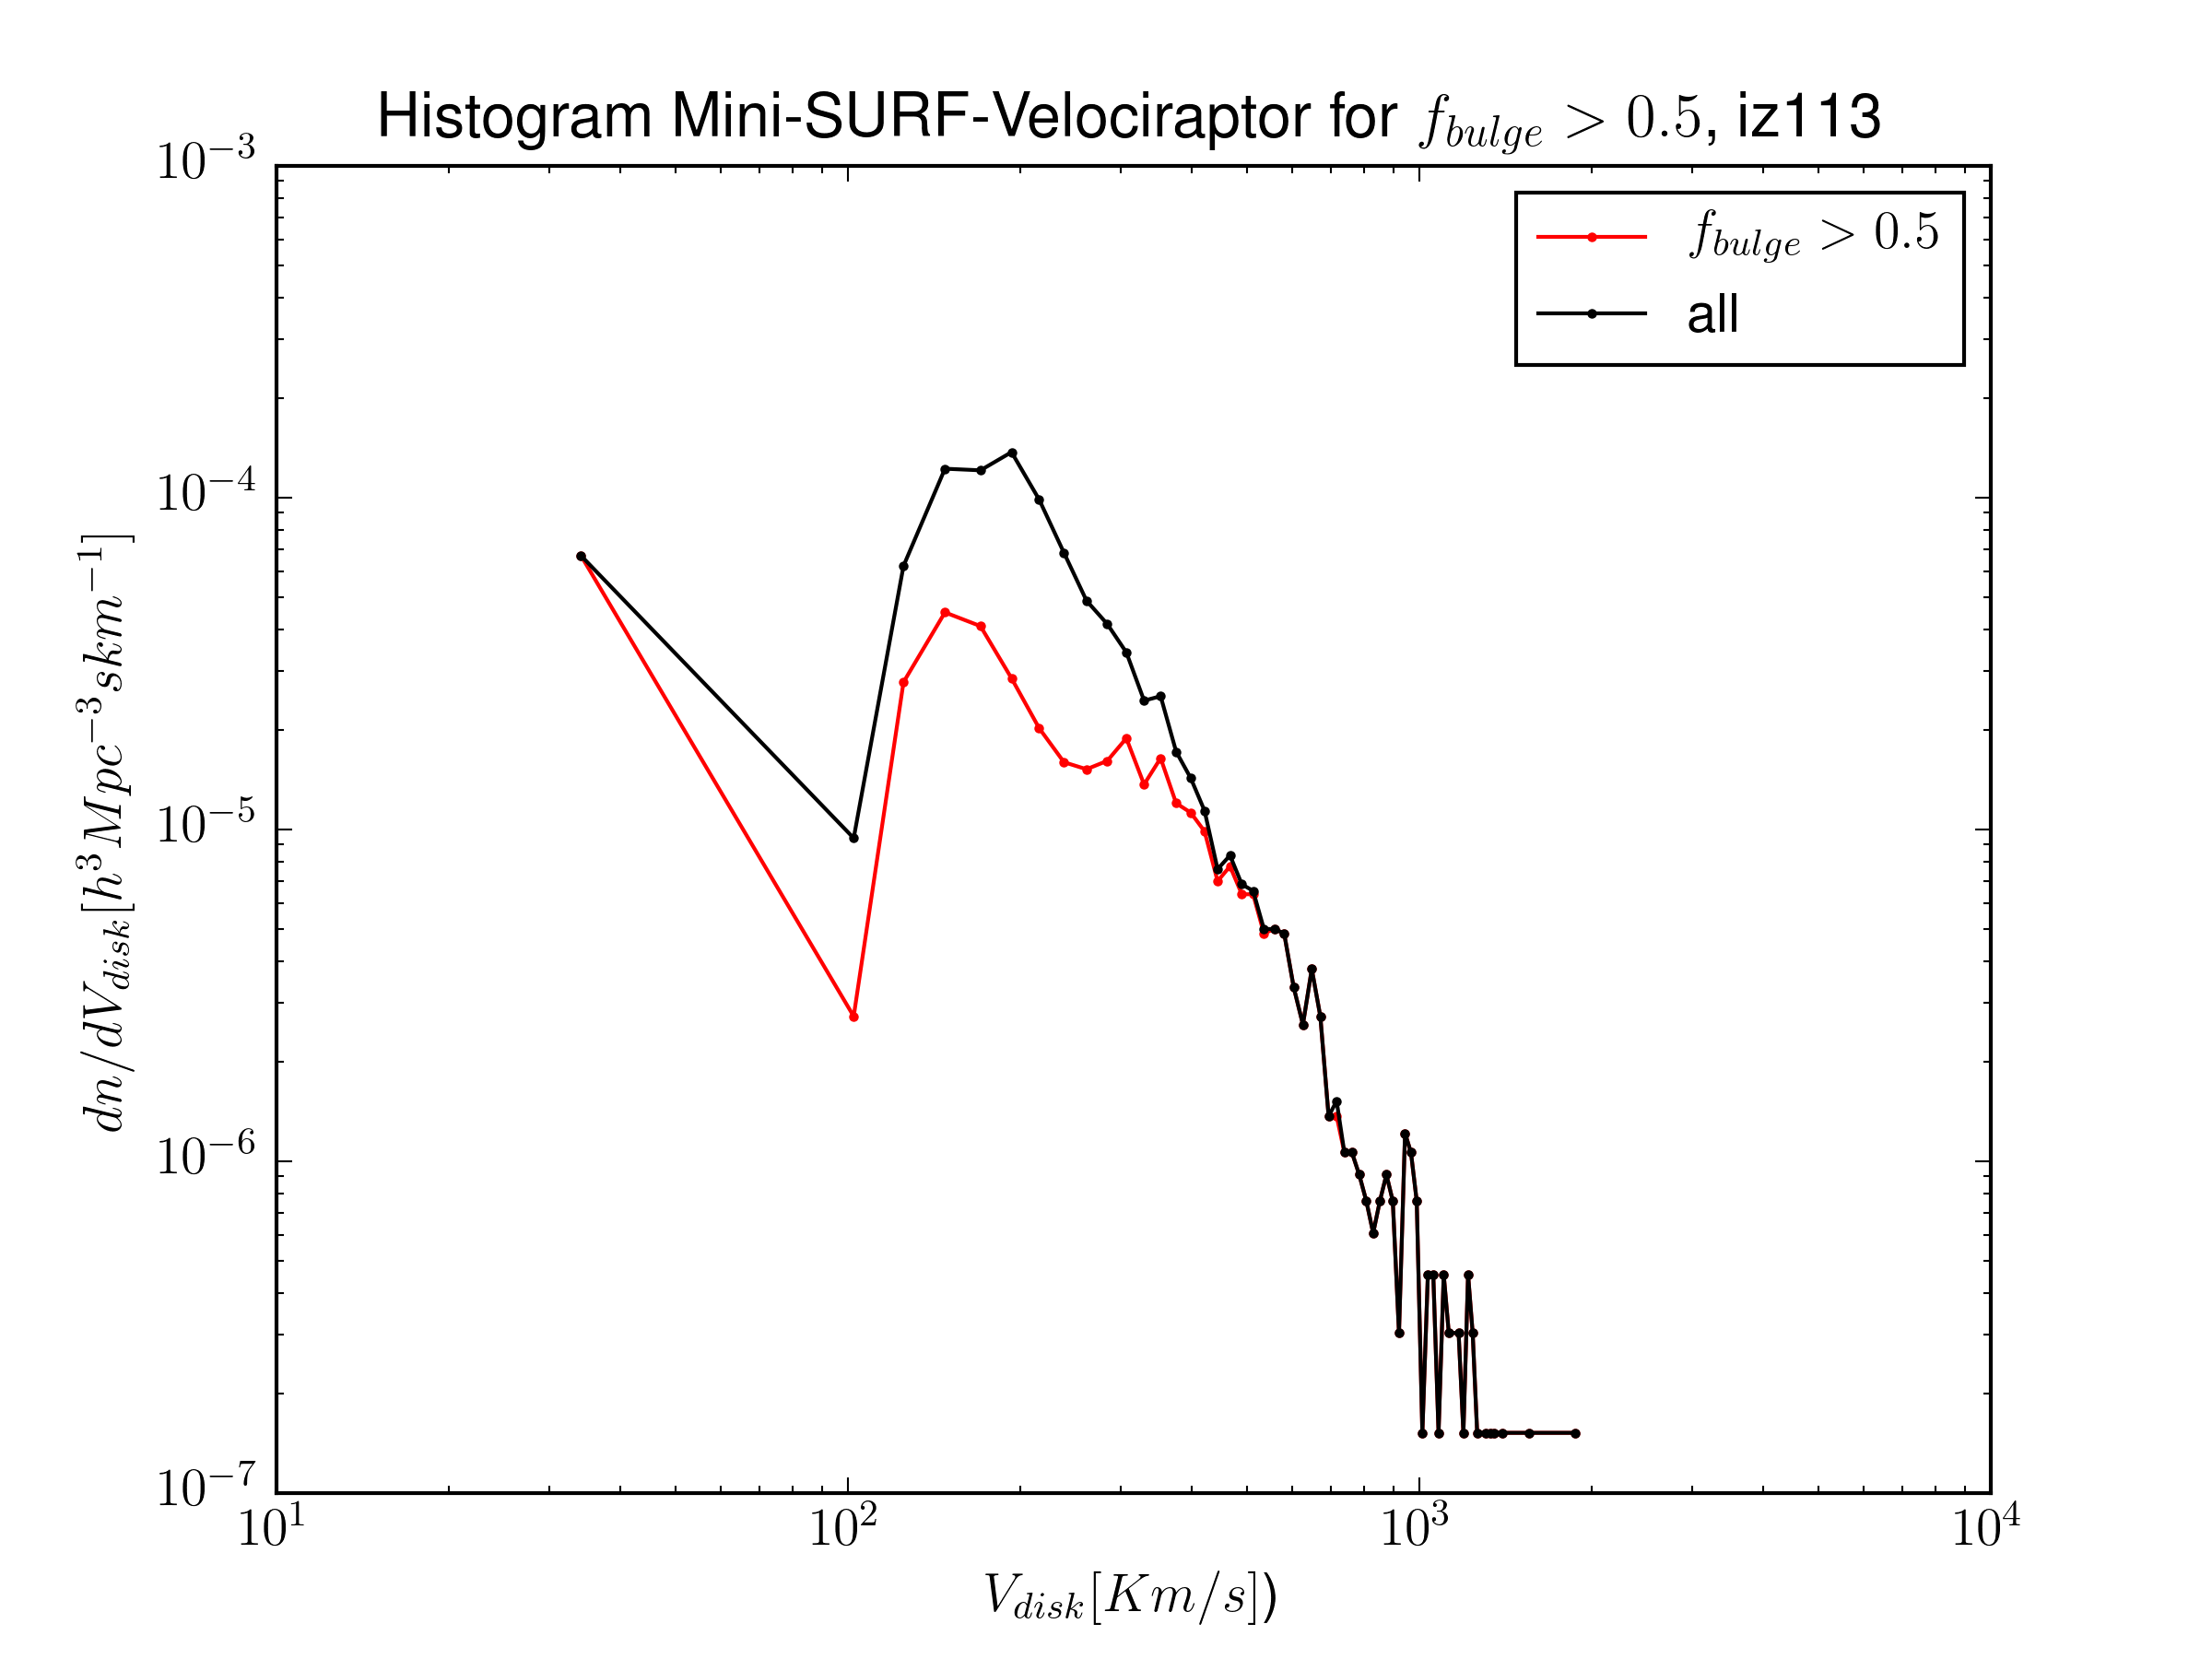 Histogram Mini-SURF-Velociraptor for $f_{bulge} > 0.5$, iz113
$f_{bulge} > 0.5$
all
$10^{-3}$
$10^{-4}$
$10^{-5}$
$10^{-6}$
$10^{-7}$
$dn/dV_{disk}[h^3Mpc^{-3}skm^{-1}]$
$10^1$ $10^2$ $10^3$ $10^4$
$V_{disk}[Km/s]$)